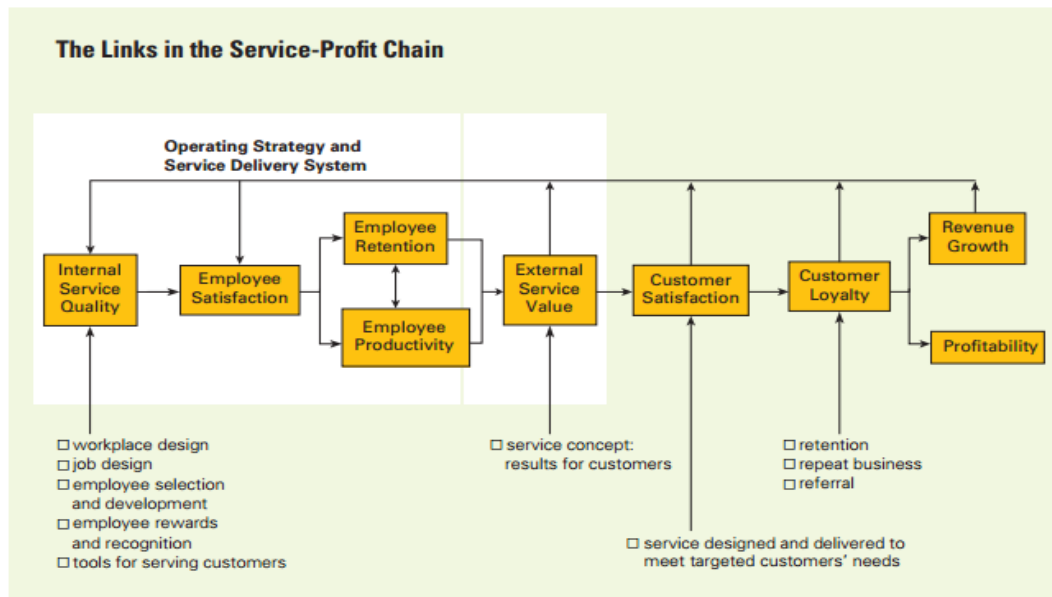 The Links in the Service-Profit Chain
Operating Strategy and
Service Delivery System
Internal
Service
Quality
Employee
Satisfaction
Employee
Retention
Employee
Productivity
External
Service
Value
Customer
Satisfaction
Customer
Loyalty
Revenue
Growth
Profitability
□ workplace design
□ job design
□ employee selection
and development
□ employee rewards
and recognition
□ tools for serving customers
□ service concept:
results for customers
□ service designed and delivered to
meet targeted customers’ needs
□ retention
□ repeat business
□ referral